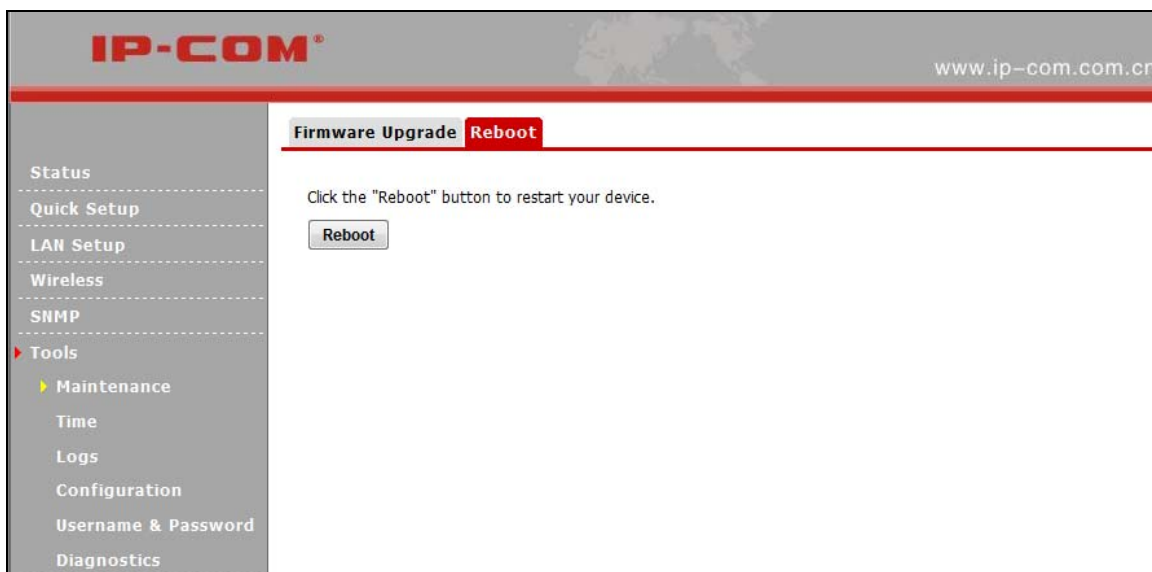 IP-COM®
www.ip-com.com.cn
Firmware Upgrade
Reboot
Status
Quick Setup
LAN Setup
Wireless
SNMP
Tools
Maintenance
Time
Logs
Configuration
Username & Password
Diagnostics
Click the "Reboot" button to restart your device.
Reboot